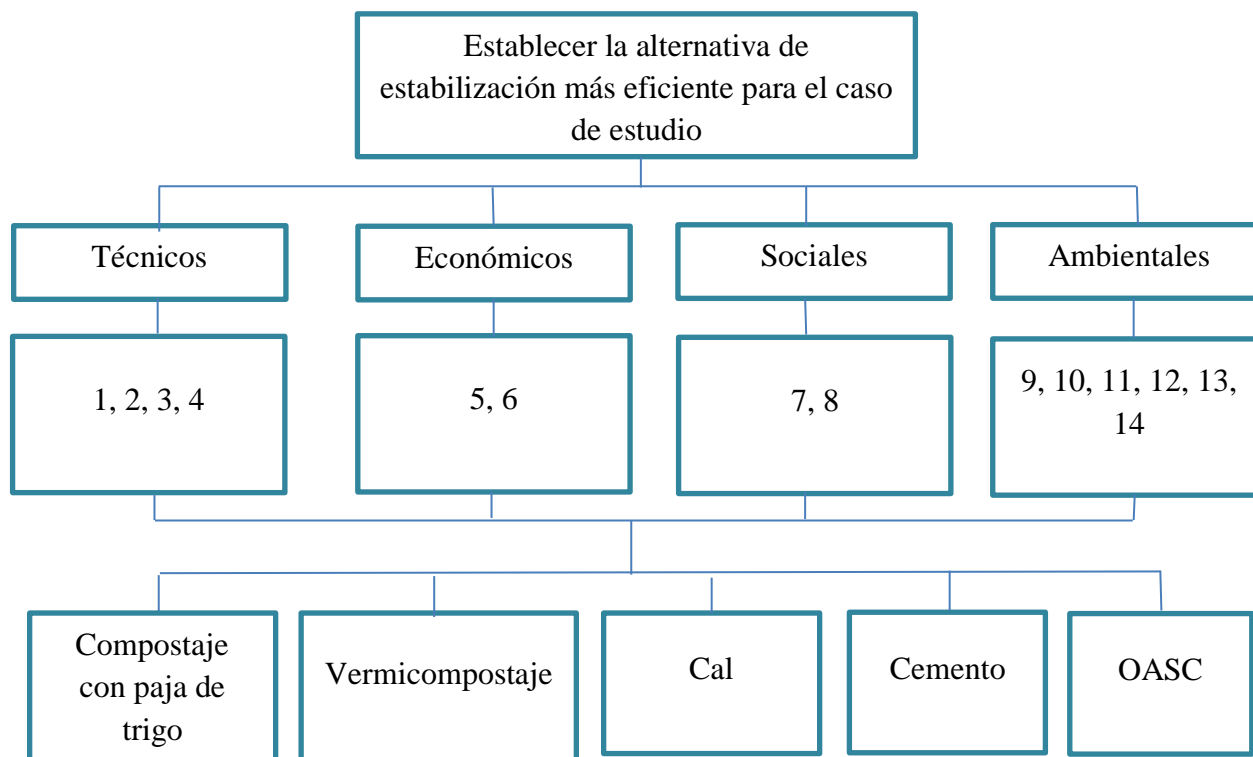 Establecer la alternativa de
estabilización más eficiente para el caso
de estudio
Técnicos
Económicos
Sociales
Ambientales
1, 2, 3, 4
5, 6
7, 8
9, 10, 11, 12, 13,
14
Compostaje
con paja de
trigo
Vermicompostaje
Cal
Cemento
OASC